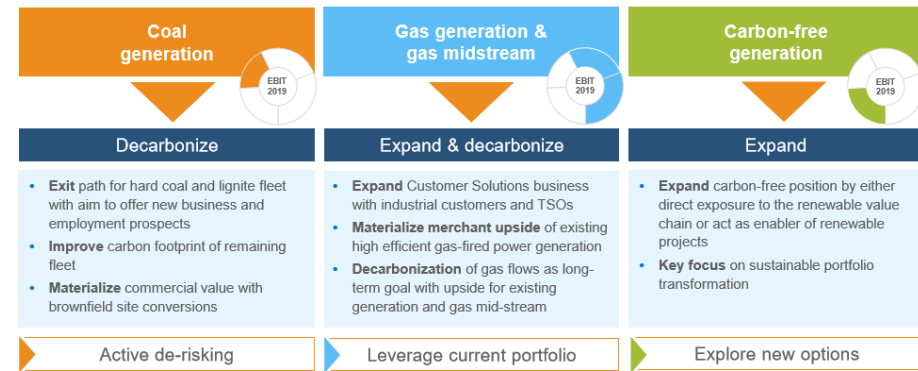 Coal
generation
EBIT
2019
Gas generation &
gas midstream
EBIT
2019
Carbon-free
generation
EBIT
2019
Decarbonize
Expand & decarbonize
Expand
• Exit path for hard coal and lignite fleet
with aim to offer new business and
employment prospects
• Improve carbon footprint of remaining
fleet
• Materialize commercial value with
brownfield site conversions
• Expand Customer Solutions business
with industrial customers and TSOs
• Materialize merchant upside of existing
high efficient gas-fired power generation
• Decarbonization of gas flows as long-
term goal with upside for existing
generation and gas mid-stream
• Expand carbon-free position by either
direct exposure to the renewable value
chain or act as enabler of renewable
projects
• Key focus on sustainable portfolio
transformation
Active de-risking
Leverage current portfolio
Explore new options